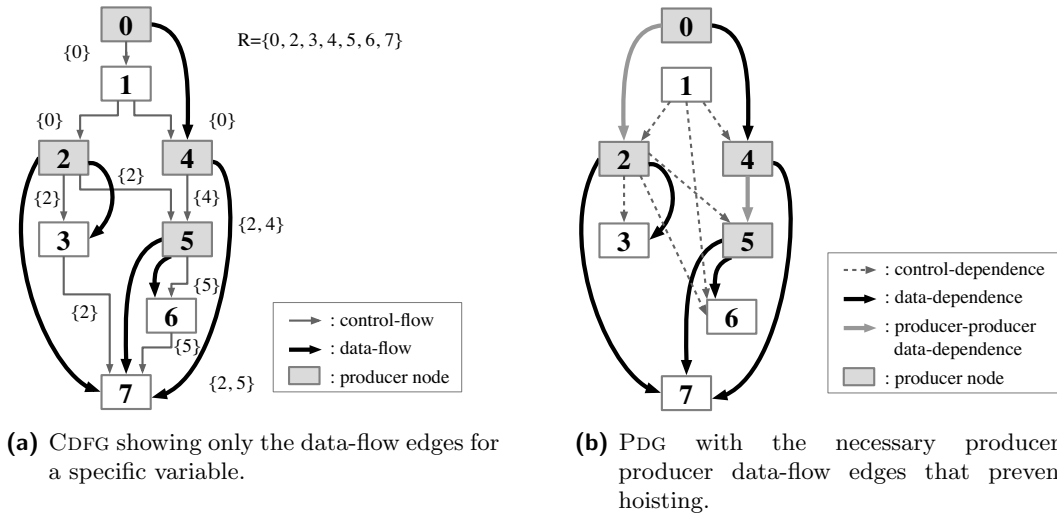 0
R={0, 2, 3, 4, 5, 6, 7}
{0}
1
{0}
{0}
2
4
{2}
{2}
{4}
{2, 4}
3
5
{5}
6
{2}
{5}
7
{2, 5}
: control-flow
: data-flow
: producer node
(a) CDFG showing only the data-flow edges for
a specific variable.
0
1
2
4
3
5
6
7
: control-dependence
: data-dependence
: producer-producer
data-dependence
: producer node
(b) PDG with the necessary producer
producer data-flow edges that preven
hoisting.